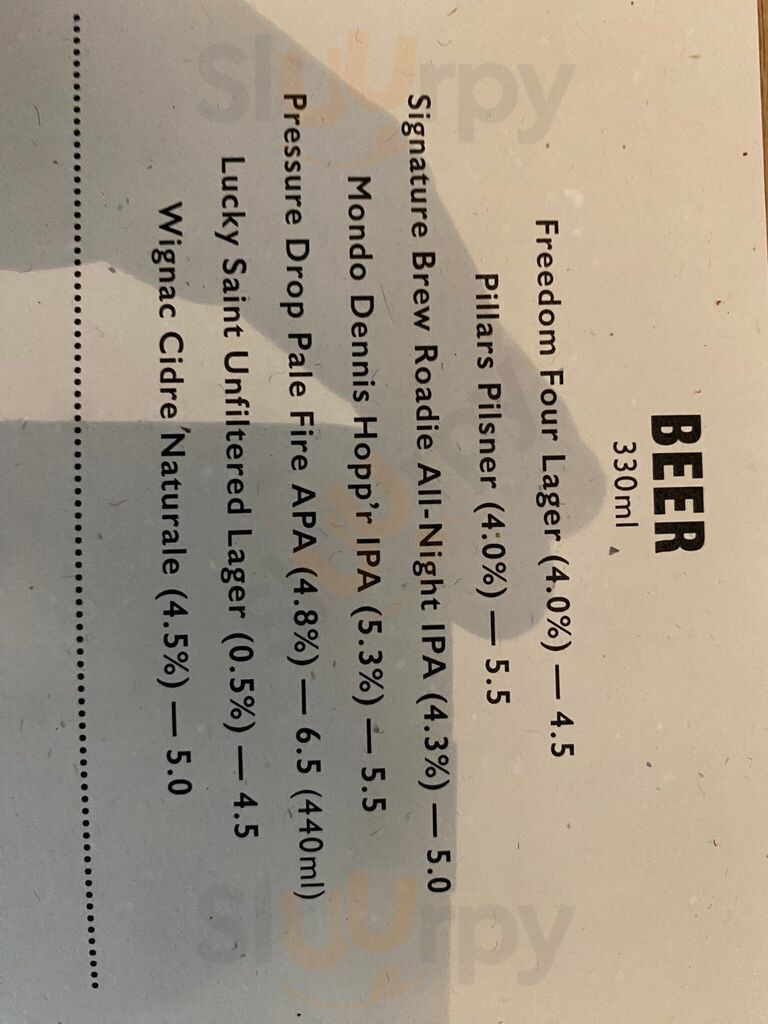 BEER
330ml
Freedom Four Lager (4.0%) — 4.5
Pillars Pilsner (4.0%) — 5.5
Signature Brew Roadie All-Night IPA (4.3%) — 5.0
Mondo Dennis Hopp'r IPA (5.3%) — 5.5
Pressure Drop Pale Fire APA (4.8%) — 6.5 (440ml)
Lucky Saint Unfiltered Lager (0.5%) — 4.5
Wignac Cidre Naturale (4.5%) — 5.0
Slurrpy
Slurrpy